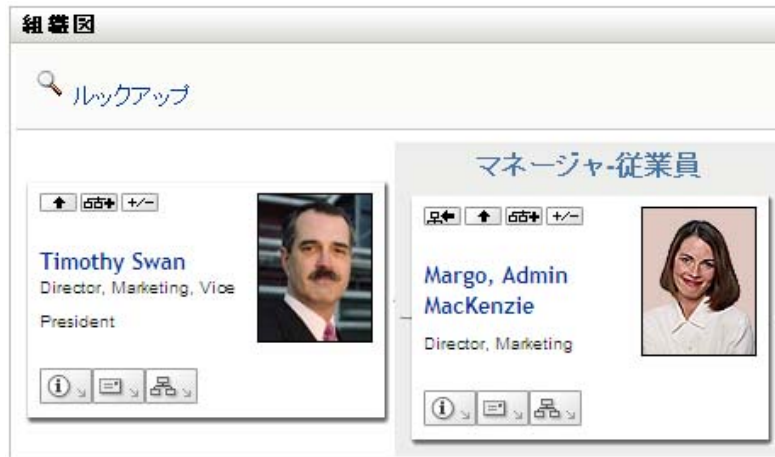 組織図
ルックアップ
マネージャ-従業員
+/-
Timothy Swan
Director, Marketing, Vice
President
+/-
Margo, Admin
MacKenzie
Director, Marketing